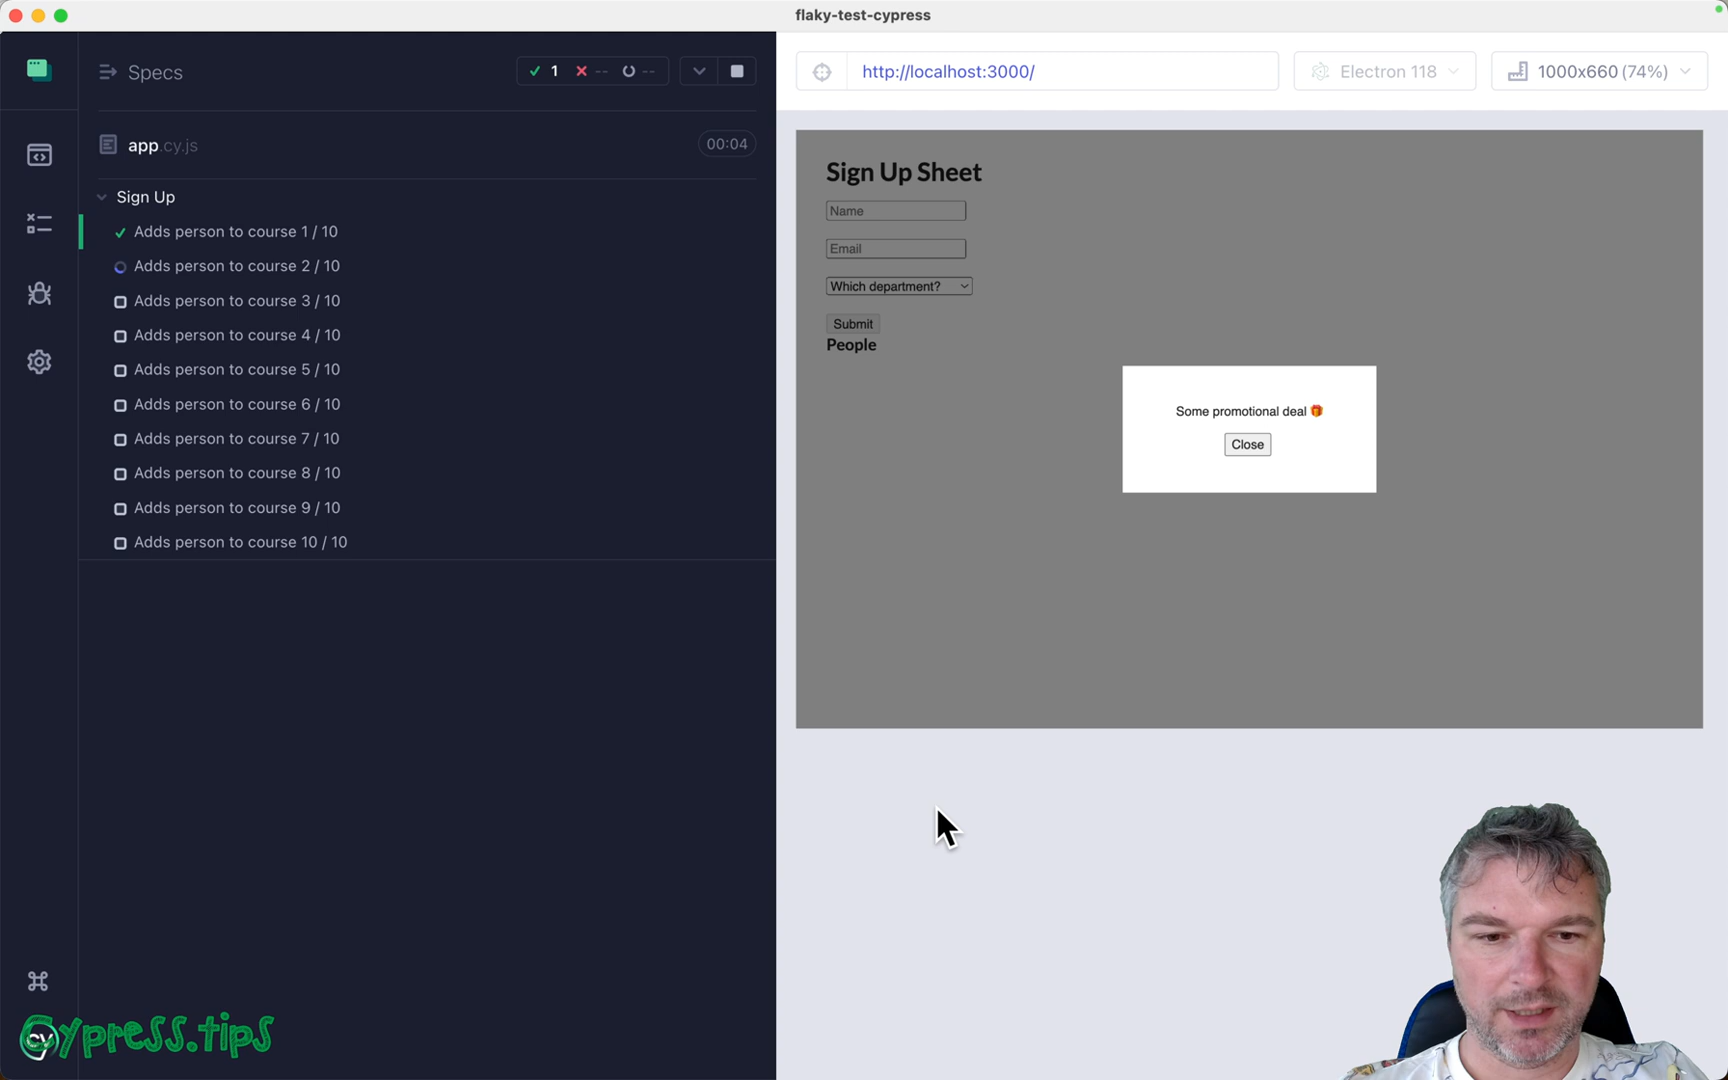 flaky-test-cypress
Specs
1
--
--
http://localhost:3000/
Electron 118
1000x660 (74%)
app.cy.js
00:04
Sign Up
Adds person to course 1 / 10
Adds person to course 2 / 10
Adds person to course 3 / 10
Adds person to course 4 / 10
Adds person to course 5 / 10
Adds person to course 6 / 10
Adds person to course 7 / 10
Adds person to course 8 / 10
Adds person to course 9 / 10
Adds person to course 10 / 10
Sign Up Sheet
Name
Email
Which department?
Submit
People
Some promotional deal 🎁
Close
cy
Cypress.tips